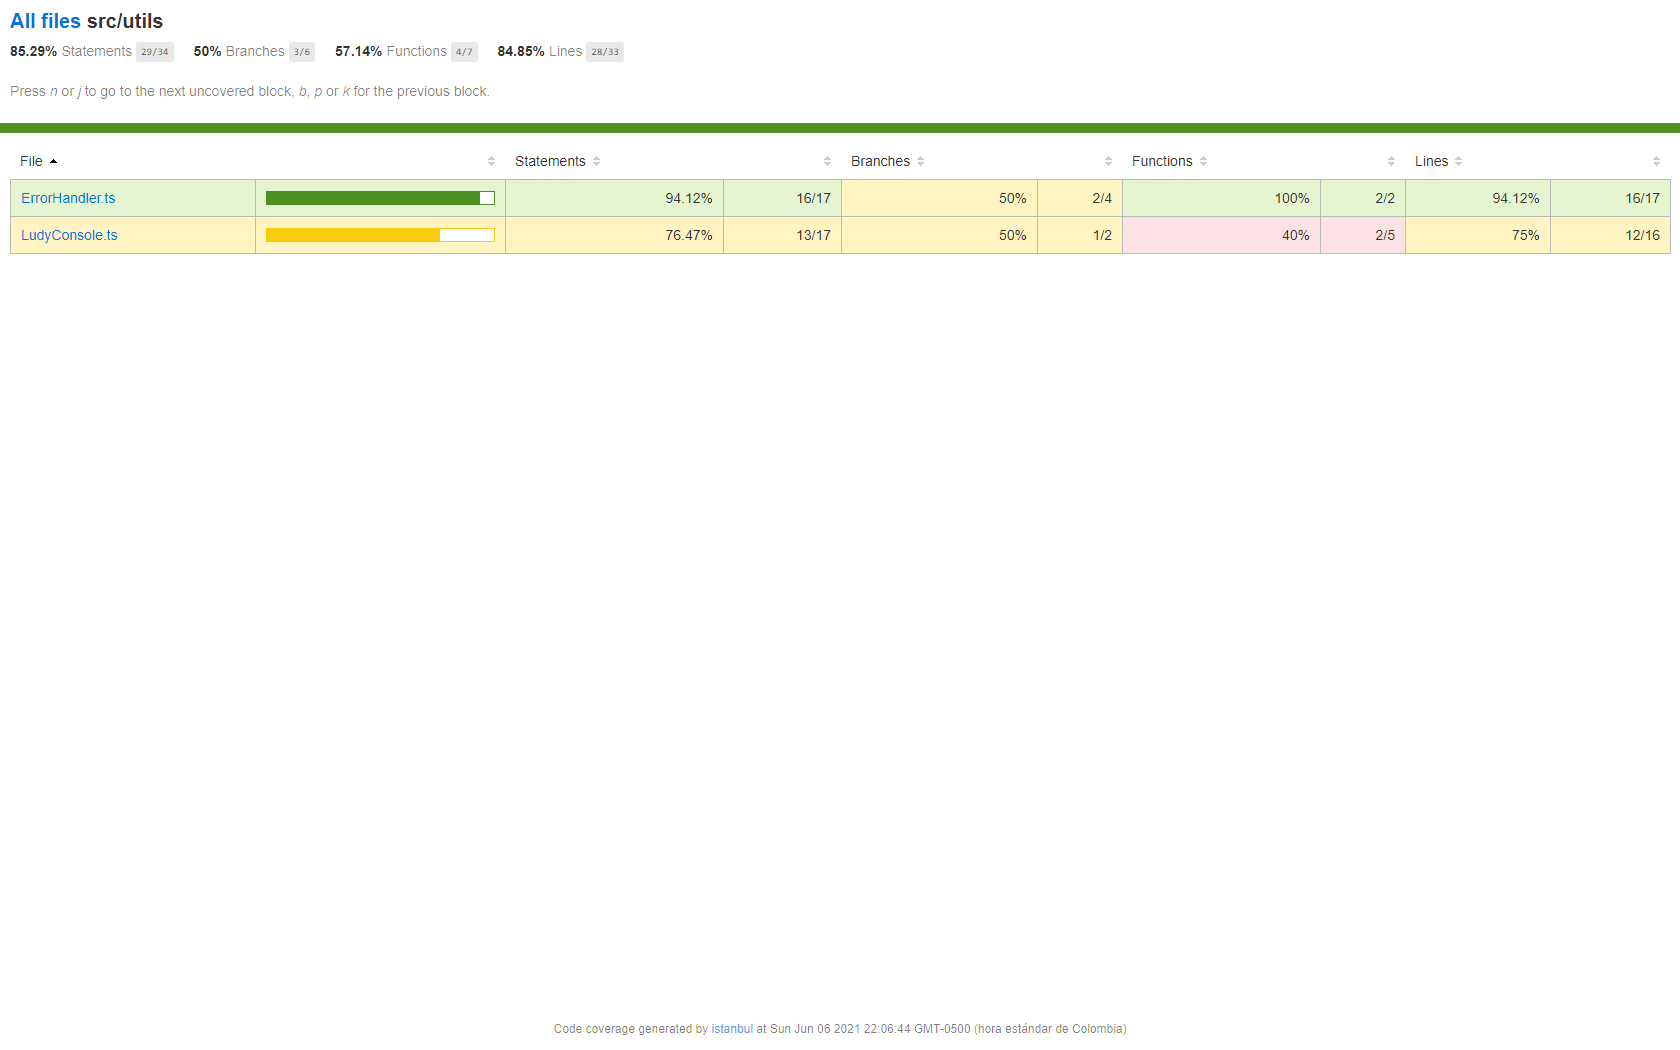 All files src/utils
85.29% Statements 29/34 50% Branches 3/6 57.14% Functions 4/7 84.85% Lines 28/33
Press n or j to go to the next uncovered block, b, p or k for the previous block.
File Statements Branches Functions Lines
ErrorHandler.ts 94.12% 16/17 50% 2/4 100% 2/2 94.12% 16/17
LudyConsole.ts 76.47% 13/17 50% 1/2 40% 2/5 75% 12/16
Code coverage generated by istanbul at Sun Jun 06 2021 22:06:44 GMT-0500 (hora estándar de Colombia)